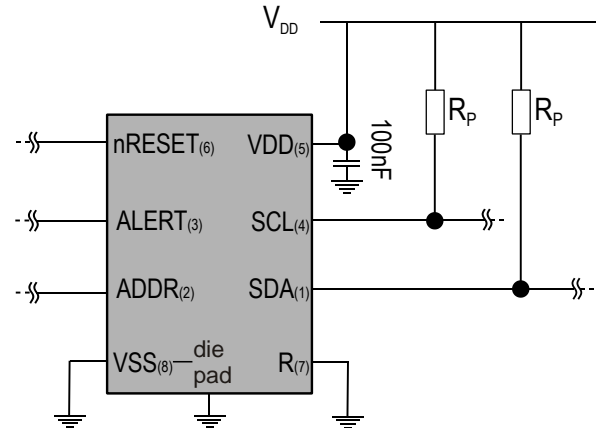 VDD
RP RP
100nF
nRESET(6) VDD(5)
ALERT(3) SCL(4)
ADDR(2) SDA(1)
VSS(8) die pad R(7)